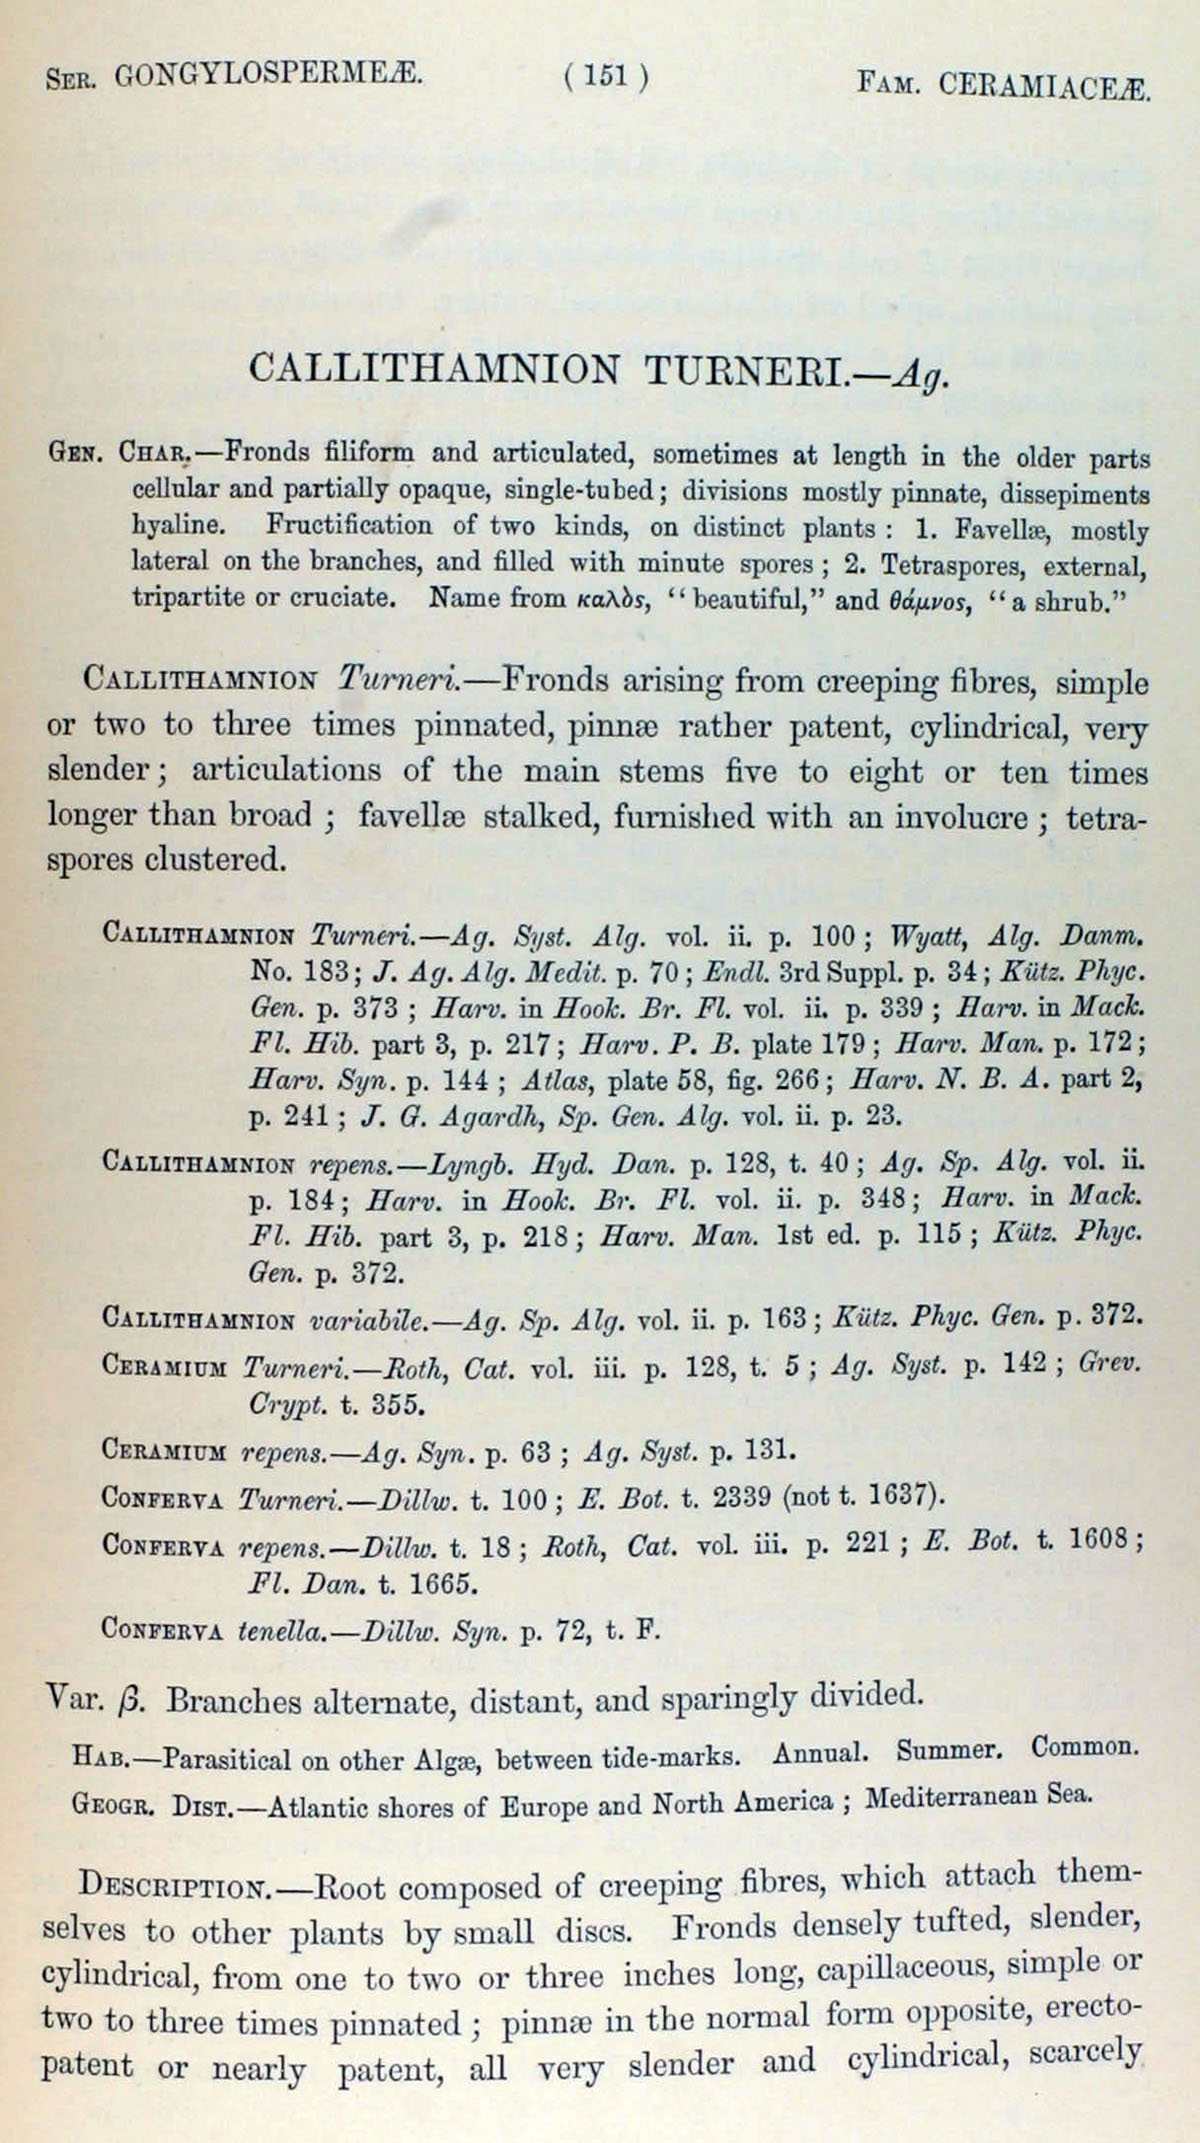 Ser. GONGYLOSPERMEÆ. ( 151 ) Fam. CERAMIACEÆ.
CALLITHAMNION TURNERI.—Ag.
Gen. Char.—Fronds filiform and articulated, sometimes at length in the older parts
cellular and partially opaque, single-tubed; divisions mostly pinnate, dissepiments
hyaline. Fructification of two kinds, on distinct plants : 1. Favellæ, mostly
lateral on the branches, and filled with minute spores ; 2. Tetraspores, external,
tripartite or cruciate. Name from καλὸς, “beautiful,” and θάμνος, “a shrub.”
Callithamnion Turneri.—Fronds arising from creeping fibres, simple
or two to three times pinnated, pinnæ rather patent, cylindrical, very
slender ; articulations of the main stems five to eight or ten times
longer than broad ; favellæ stalked, furnished with an involucre ; tetra-
spores clustered.
Callithamnion Turneri.—Ag. Syst. Alg. vol. ii. p. 100 ; Wyatt, Alg. Danm.
No. 183; J. Ag. Alg. Medit. p. 70 ; Endl. 3rd Suppl. p. 34 ; Kütz. Phyc.
Gen. p. 373 ; Harv. in Hook. Br. Fl. vol. ii. p. 339 ; Harv. in Mack.
Fl. Hib. part 3, p. 217 ; Harv. P. B. plate 179 ; Harv. Man. p. 172 ;
Harv. Syn. p. 144 ; Atlas, plate 58, fig. 266 ; Harv. N. B. A. part 2,
p. 241 ; J. G. Agardh, Sp. Gen. Alg. vol. ii. p. 23.
Callithamnion repens.—Lyngb. Hyd. Dan. p. 128, t. 40 ; Ag. Sp. Alg. vol. ii.
p. 184; Harv. in Hook. Br. Fl. vol. ii. p. 348; Harv. in Mack.
Fl. Hib. part 3, p. 218 ; Harv. Man. 1st ed. p. 115 ; Kütz. Phyc.
Gen. p. 372.
Callithamnion variabile.—Ag. Sp. Alg. vol. ii. p. 163 ; Kütz. Phyc. Gen. p. 372.
Ceramium Turneri.—Roth, Cat. vol. iii. p. 128, t. 5 ; Ag. Syst. p. 142 ; Grev.
Crypt. t. 355.
Ceramium repens.—Ag. Syn. p. 63 ; Ag. Syst. p. 131.
Conferva Turneri.—Dillw. t. 100 ; E. Bot. t. 2339 (not t. 1637).
Conferva repens.—Dillw. t. 18 ; Roth, Cat. vol. iii. p. 221 ; E. Bot. t. 1608 ;
Fl. Dan. t. 1665.
Conferva tenella.—Dillw. Syn. p. 72, t. F.
Var. β. Branches alternate, distant, and sparingly divided.
Hab.—Parasitical on other Algæ, between tide-marks. Annual. Summer. Common.
Geogr. Dist.—Atlantic shores of Europe and North America ; Mediterranean Sea.
Description.—Root composed of creeping fibres, which attach them-
selves to other plants by small discs. Fronds densely tufted, slender,
cylindrical, from one to two or three inches long, capillaceous, simple or
two to three times pinnated ; pinnæ in the normal form opposite, erecto-
patent or nearly patent, all very slender and cylindrical, scarcely